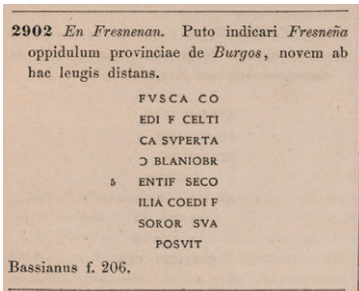 2902 En Fresnenan. Puto indicari Fresneña
oppidulum provinciae de Burgos, novem ab
hac leugis distans.
FVSCA CO
EDI F CELTI
CA SVPERTA
Ɔ BLANIOBR
5 ENTIF SECO
ILIA COEDI F
SOROR SVA
POSVIT
Bassianus f. 206.